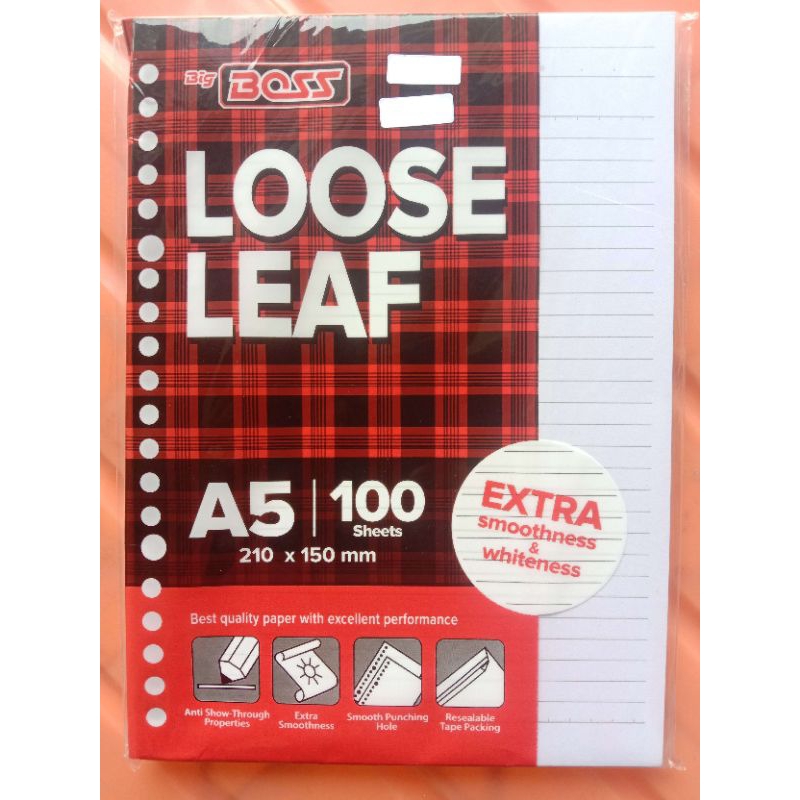 Big BOSS
LOOSE
LEAF
A5 | 100
Sheets
210 x 150 mm
EXTRA
smoothness
&
whiteness
Best quality paper with excellent performance
Anti Show-Through
Properties
Extra
Smoothness
Smooth Punching
Hole
Resealable
Tape Packing